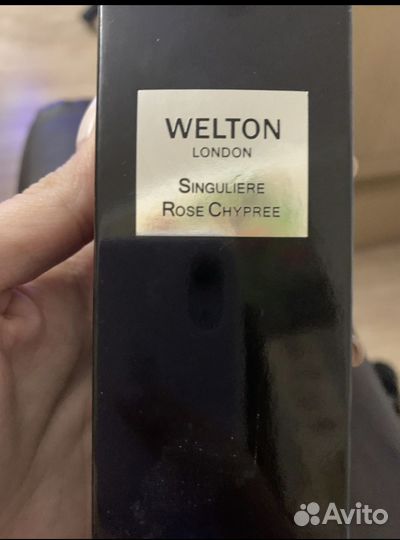 WELTON
LONDON
SINGULIERE
ROSE CHYPREE
Avito